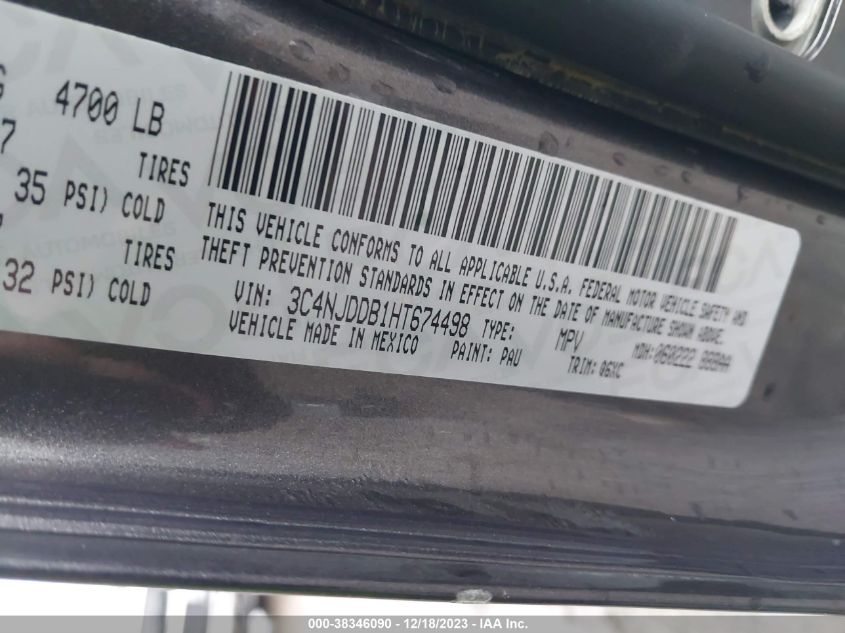 4700 LB
TIRES
35 PSI) COLD
TIRES
32 PSI) COLD
THIS VEHICLE CONFORMS TO ALL APPLICABLE U.S.A. FEDERAL MOTOR VEHICLE SAFETY AND
THEFT PREVENTION STANDARDS IN EFFECT ON THE DATE OF MANUFACTURE SHOWN ABOVE.
VIN: 3C4NJDDB1HT674498 TYPE: MPV
VEHICLE MADE IN MEXICO PAINT: PAU TRIM: 06XC
000-38346090 — 12/18/2023 — IAA Inc.